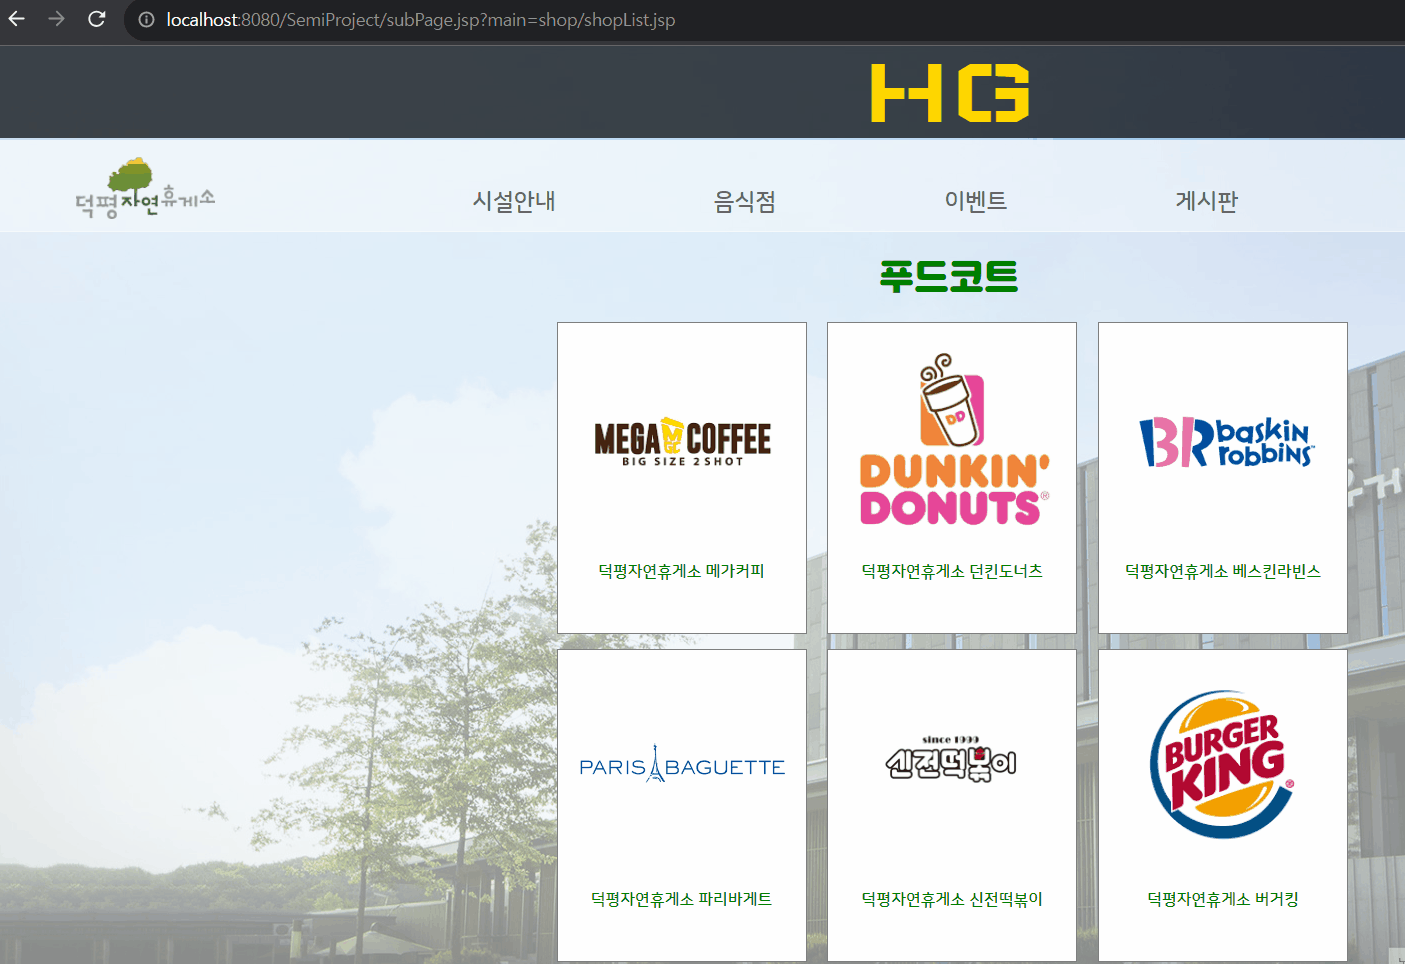 localhost:8080/SemiProject/subPage.jsp?main=shop/shopList.jsp
HG
덕평자연휴게소
시설안내 음식점 이벤트 게시판
푸드코트
MEGA COFFEE
BIG SIZE 2SHOT
DUNKIN'
DONUTS®
BR baskin robbins™
덕평자연휴게소 메가커피
덕평자연휴게소 던킨도너츠
덕평자연휴게소 베스킨라빈스
PARIS BAGUETTE
since 1999
신전떡볶이
BURGER
KING®
덕평자연휴게소 파리바게트
덕평자연휴게소 신전떡볶이
덕평자연휴게소 버거킹